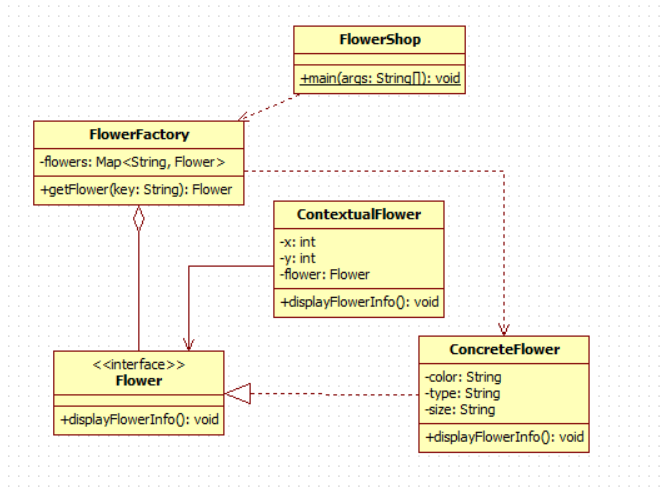 FlowerShop
+main(args: String[]): void
FlowerFactory
-flowers: Map<String, Flower>
+getFlower(key: String): Flower
ContextualFlower
-x: int
-y: int
-flower: Flower
+displayFlowerInfo(): void
<<interface>>
Flower
+displayFlowerInfo(): void
ConcreteFlower
-color: String
-type: String
-size: String
+displayFlowerInfo(): void